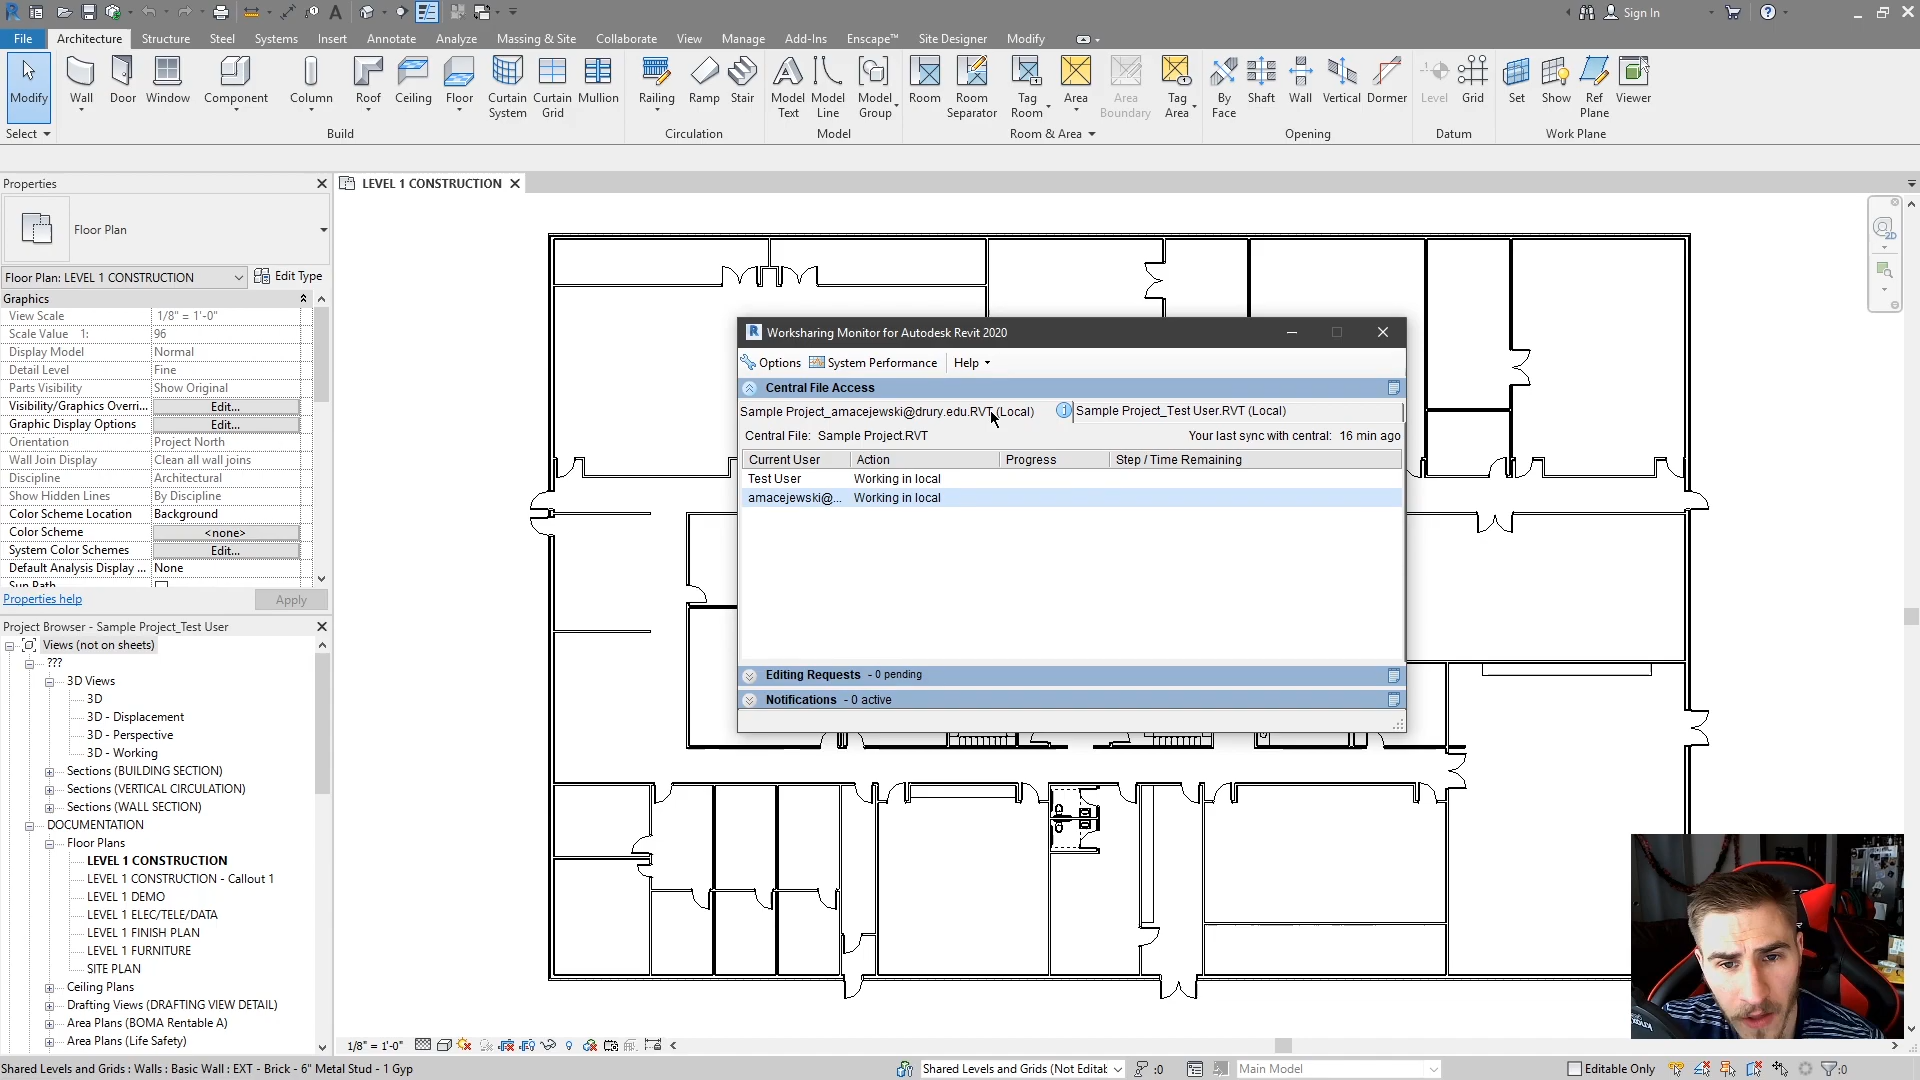 Sign In
File
Architecture
Structure
Steel
Systems
Insert
Annotate
Analyze
Massing & Site
Collaborate
View
Manage
Add-Ins
Enscape™
Site Designer
Modify
Modify
Wall
Door
Window
Component
Column
Roof
Ceiling
Floor
Curtain System
Curtain Grid
Mullion
Railing
Ramp
Stair
Model Text
Model Line
Model Group
Room
Room Separator
Tag Room
Area
Area Boundary
Tag Area
By Face
Shaft
Wall
Vertical
Dormer
Level
Grid
Set
Show
Ref Plane
Viewer
Select
Build
Circulation
Model
Room & Area
Opening
Datum
Work Plane
Properties
LEVEL 1 CONSTRUCTION
Floor Plan
Floor Plan: LEVEL 1 CONSTRUCTION
Edit Type
Graphics
View Scale 1/8" = 1'-0"
Scale Value 1: 96
Display Model Normal
Detail Level Fine
Parts Visibility Show Original
Visibility/Graphics Overri... Edit...
Graphic Display Options Edit...
Orientation Project North
Wall Join Display Clean all wall joins
Discipline Architectural
Show Hidden Lines By Discipline
Color Scheme Location Background
Color Scheme <none>
System Color Schemes Edit...
Default Analysis Display ... None
Sun Path
Properties help
Apply
Project Browser - Sample Project_Test User
Views (not on sheets)
???
3D Views
3D
3D - Displacement
3D - Perspective
3D - Working
Sections (BUILDING SECTION)
Sections (VERTICAL CIRCULATION)
Sections (WALL SECTION)
DOCUMENTATION
Floor Plans
LEVEL 1 CONSTRUCTION
LEVEL 1 CONSTRUCTION - Callout 1
LEVEL 1 DEMO
LEVEL 1 ELEC/TELE/DATA
LEVEL 1 FINISH PLAN
LEVEL 1 FURNITURE
SITE PLAN
Ceiling Plans
Drafting Views (DRAFTING VIEW DETAIL)
Area Plans (BOMA Rentable A)
Area Plans (Life Safety)
Worksharing Monitor for Autodesk Revit 2020
Options
System Performance
Help
Central File Access
Sample Project_amacejewski@drury.edu.RVT (Local)
Sample Project_Test User.RVT (Local)
Central File: Sample Project.RVT
Your last sync with central: 16 min ago
Current User Action Progress Step / Time Remaining
Test User Working in local
amacejewski@... Working in local
Editing Requests - 0 pending
Notifications - 0 active
1/8" = 1'-0"
Shared Levels and Grids : Walls : Basic Wall : EXT - Brick - 6" Metal Stud - 1 Gyp
Shared Levels and Grids (Not Editab
:0
Main Model
Editable Only
:0